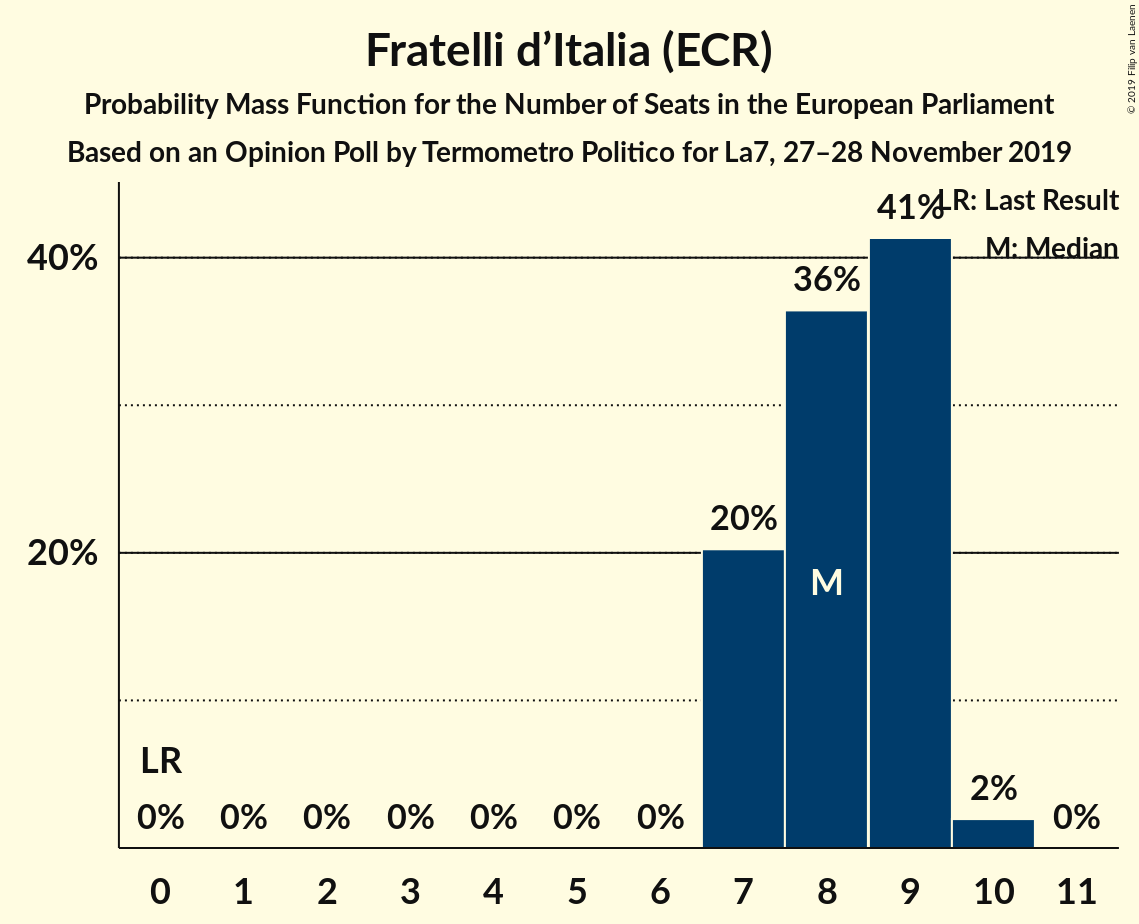 Fratelli d’Italia (ECR)
Probability Mass Function for the Number of Seats in the European Parliament
Based on an Opinion Poll by Termometro Politico for La7, 27–28 November 2019
© 2019 Filip van Laenen
LR: Last Result
M: Median
41%
40%
36%
20%
20%
M
LR
0% 0% 0% 0% 0% 0% 0% 2% 0%
0 1 2 3 4 5 6 7 8 9 10 11